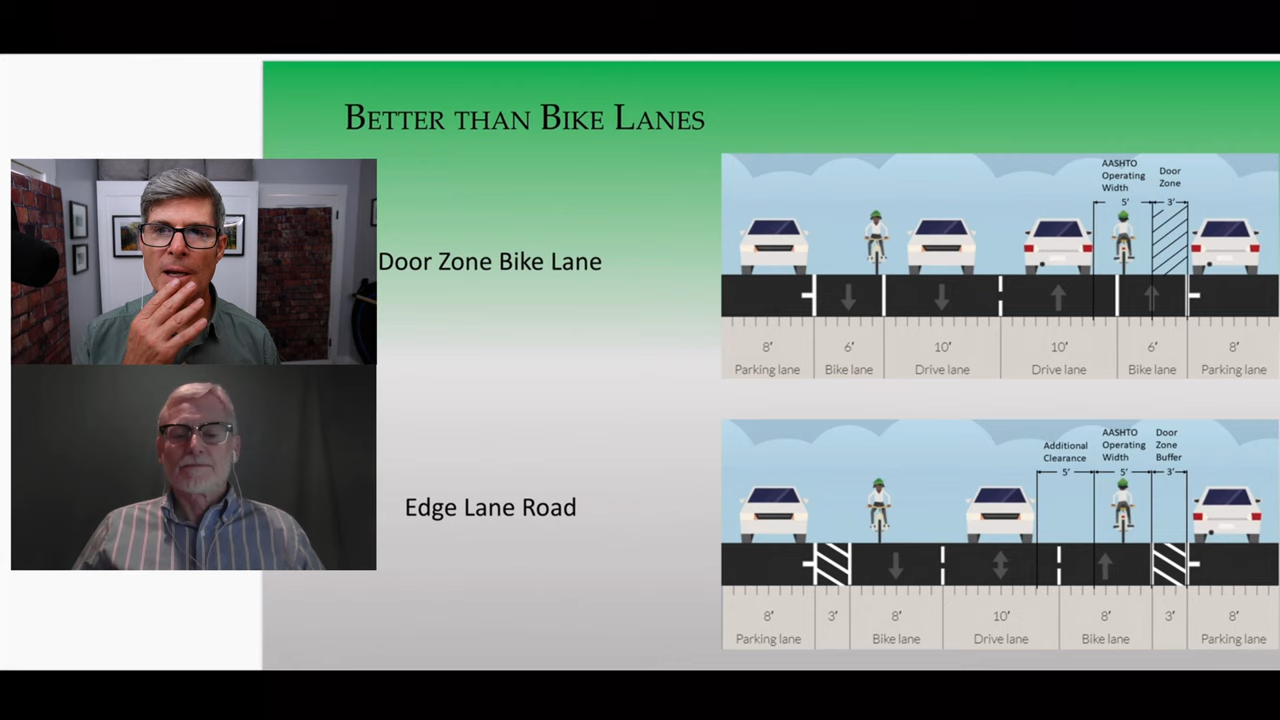 BETTER THAN BIKE LANES
Door Zone Bike Lane
AASHTO
Operating
Width
Door
Zone
5'
3'
8'
6'
10'
10'
6'
8'
Parking lane
Bike lane
Drive lane
Drive lane
Bike lane
Parking lane
Edge Lane Road
Additional
Clearance
AASHTO
Operating
Width
Door
Zone
Buffer
5'
5'
3'
8'
3'
8'
10'
8'
3'
8'
Parking lane
Bike lane
Drive lane
Bike lane
Parking lane